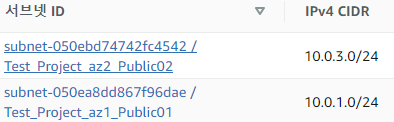 서브넷 ID IPv4 CIDR
subnet-050ebd74742fc4542 /
Test_Project_az2_Public02
10.0.3.0/24
subnet-050ea8dd867f96dae /
Test_Project_az1_Public01
10.0.1.0/24